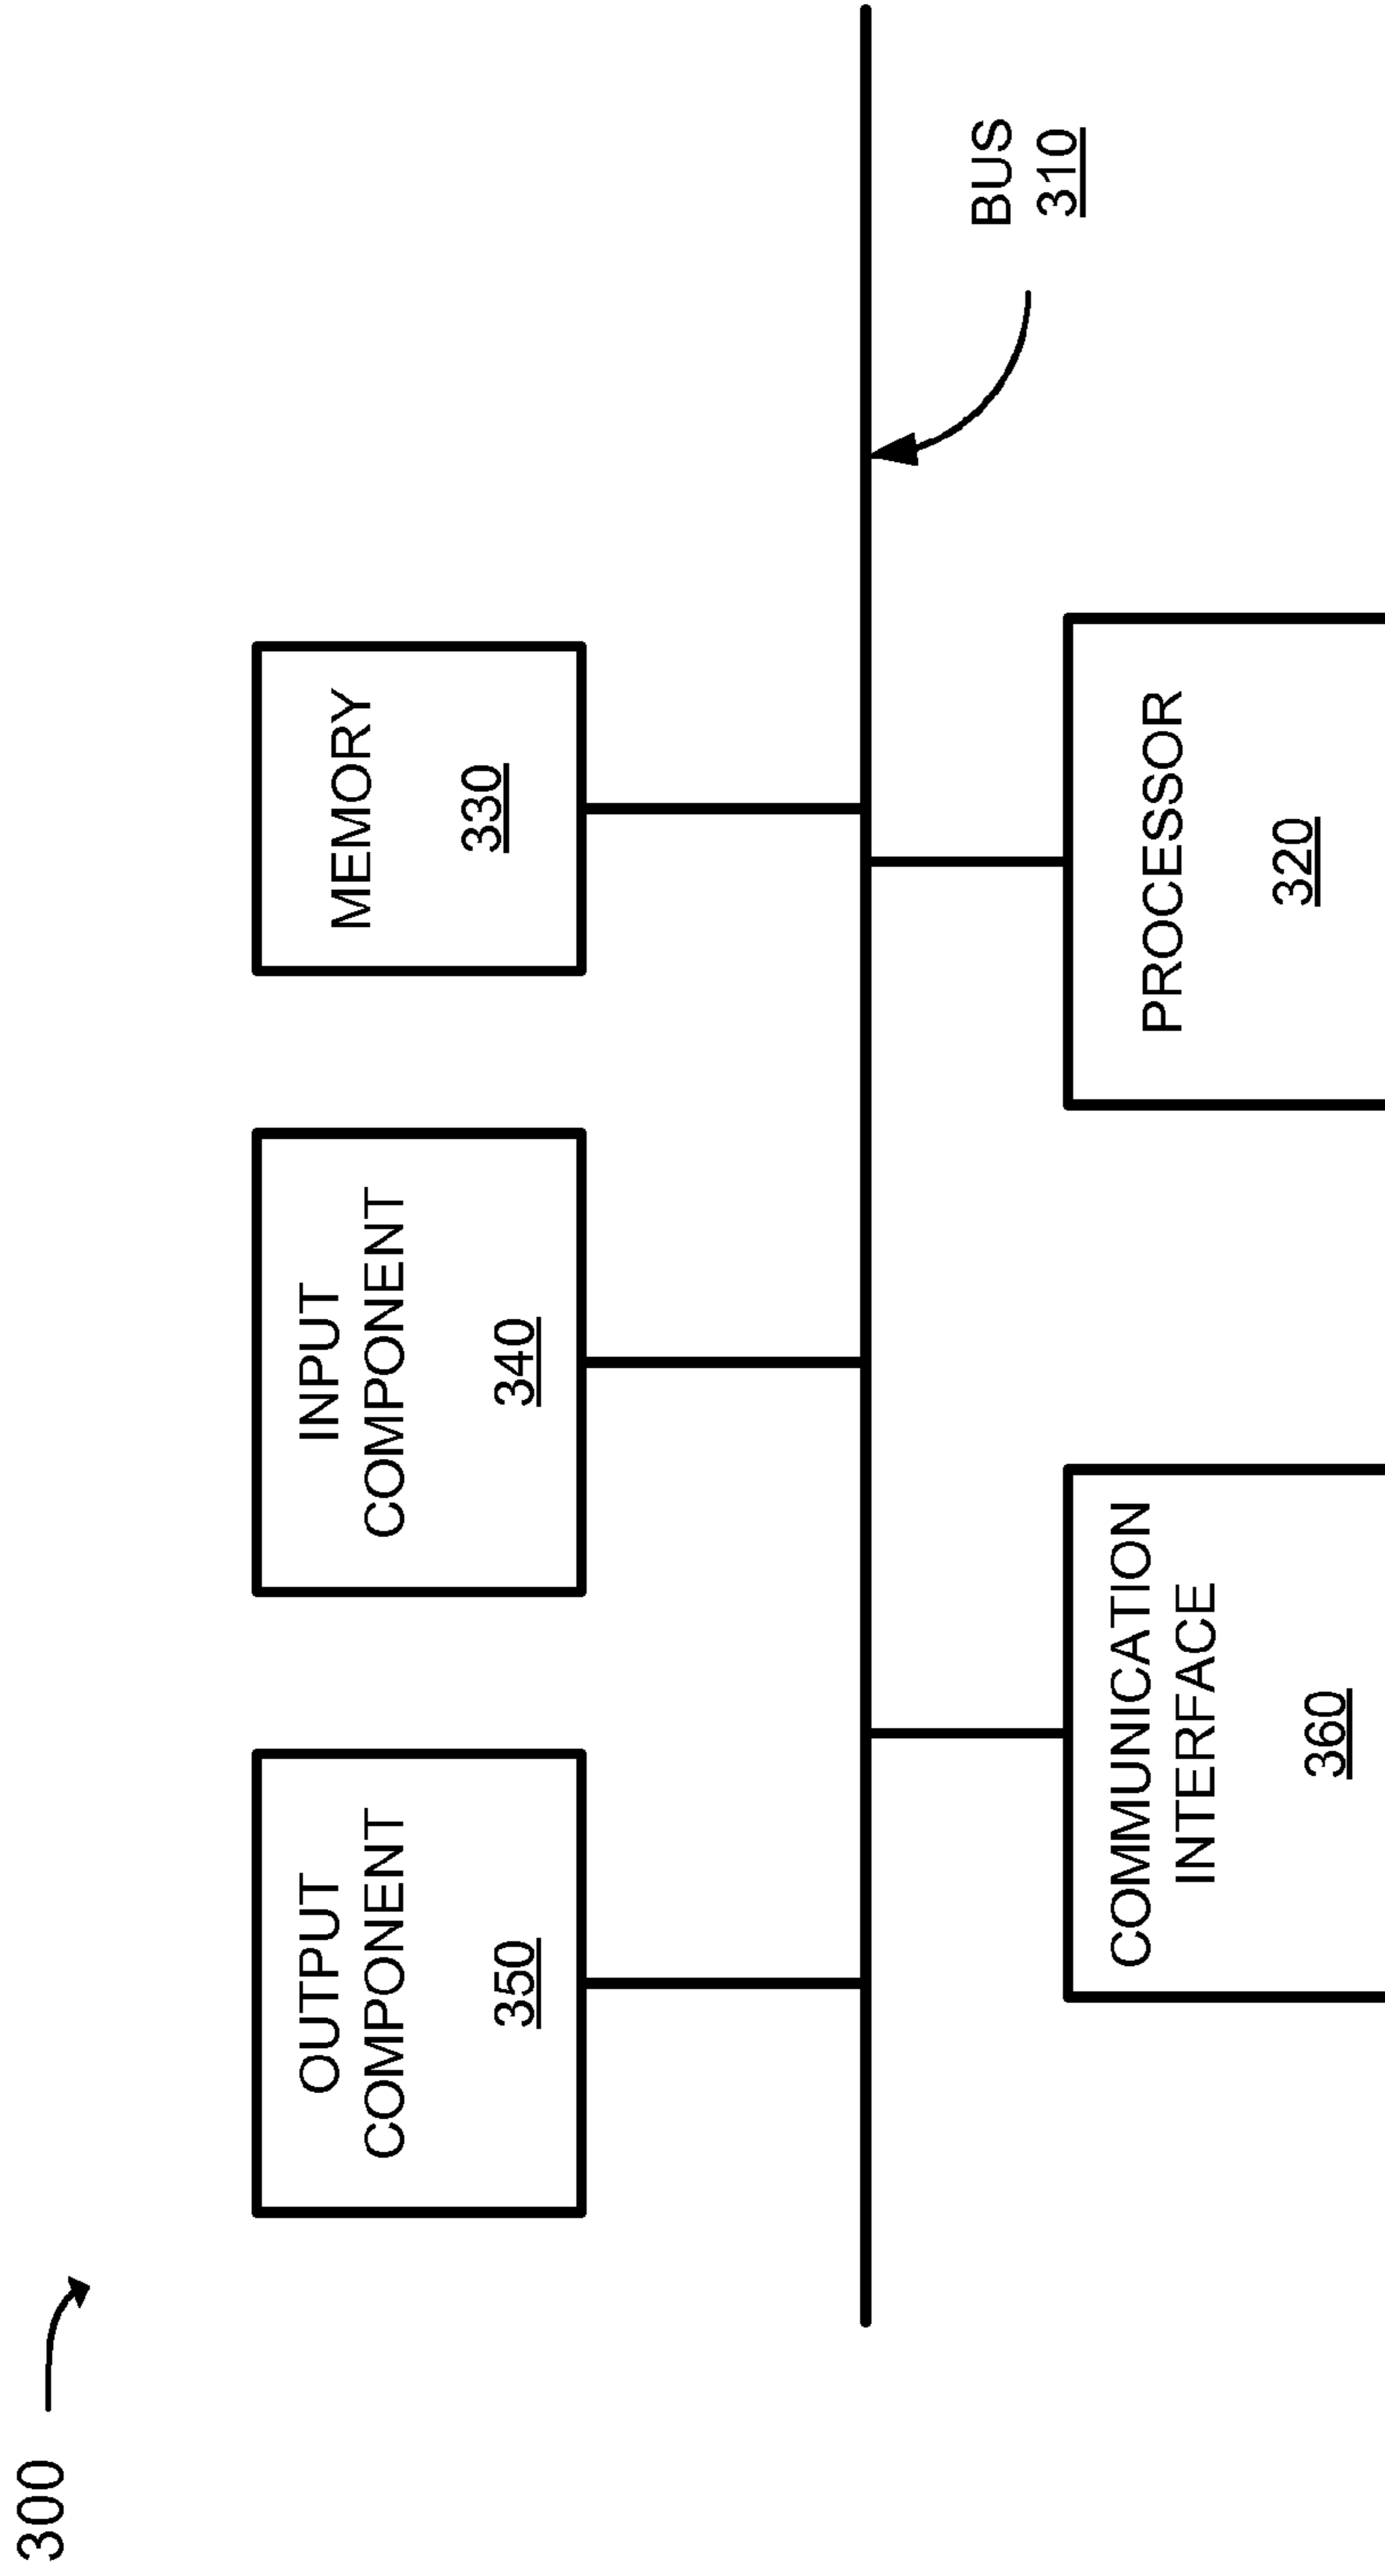 300
OUTPUT
COMPONENT
350
INPUT
COMPONENT
340
MEMORY
330
BUS
310
COMMUNICATION
INTERFACE
360
PROCESSOR
320